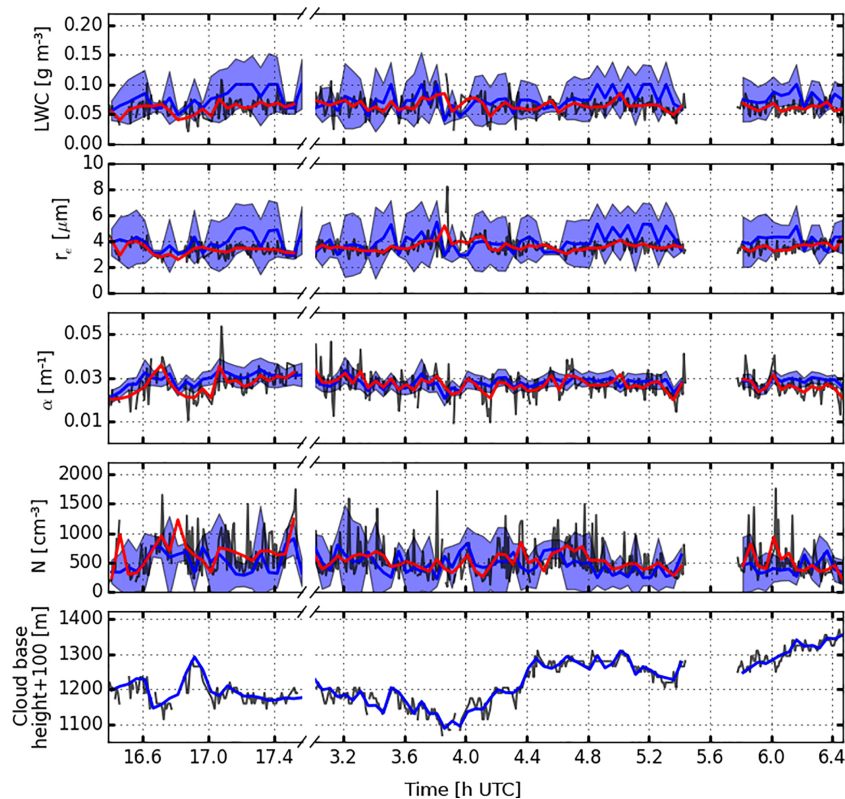 LWC [g m⁻³]
0.20
0.15
0.10
0.05
0.00
rₑ [μm]
10
8
6
4
2
0
α [m⁻¹]
0.05
0.03
0.01
N [cm⁻³]
2000
1500
1000
500
0
Cloud base
height+100 [m]
1400
1300
1200
1100
16.6 17.0 17.4 3.2 3.6 4.0 4.4 4.8 5.2 5.6 6.0 6.4
Time [h UTC]